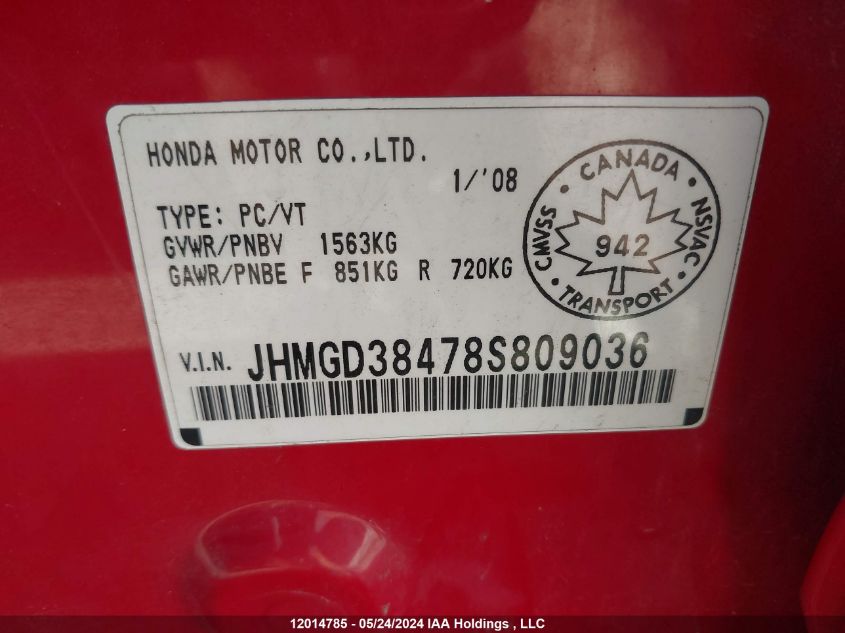 HONDA MOTOR CO.,LTD.
1/'08
TYPE: PC/VT
GVWR/PNBV 1563KG
GAWR/PNBE F 851KG R 720KG
· CANADA ·
CMVSS
NSVAC
942
· TRANSPORT ·
V.I.N. JHMGD38478S809036
12014785 - 05/24/2024 IAA Holdings , LLC